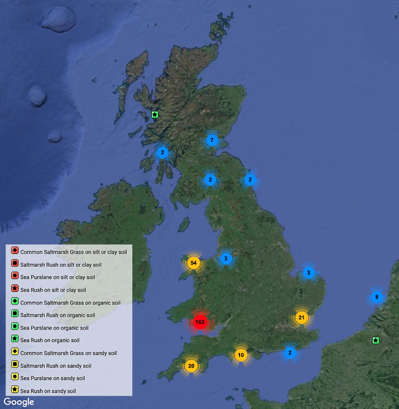 7
3
2
2
3
54
3
8
21
10
2
20
Common Saltmarsh Grass on silt or clay soil
Saltmarsh Rush on silt or clay soil
Sea Purslane on silt or clay soil
Sea Rush on silt or clay soil
Common Saltmarsh Grass on organic soil
Saltmarsh Rush on organic soil
Sea Purslane on organic soil
Sea Rush on organic soil
Common Saltmarsh Grass on sandy soil
Saltmarsh Rush on sandy soil
Sea Purslane on sandy soil
Sea Rush on sandy soil
Google